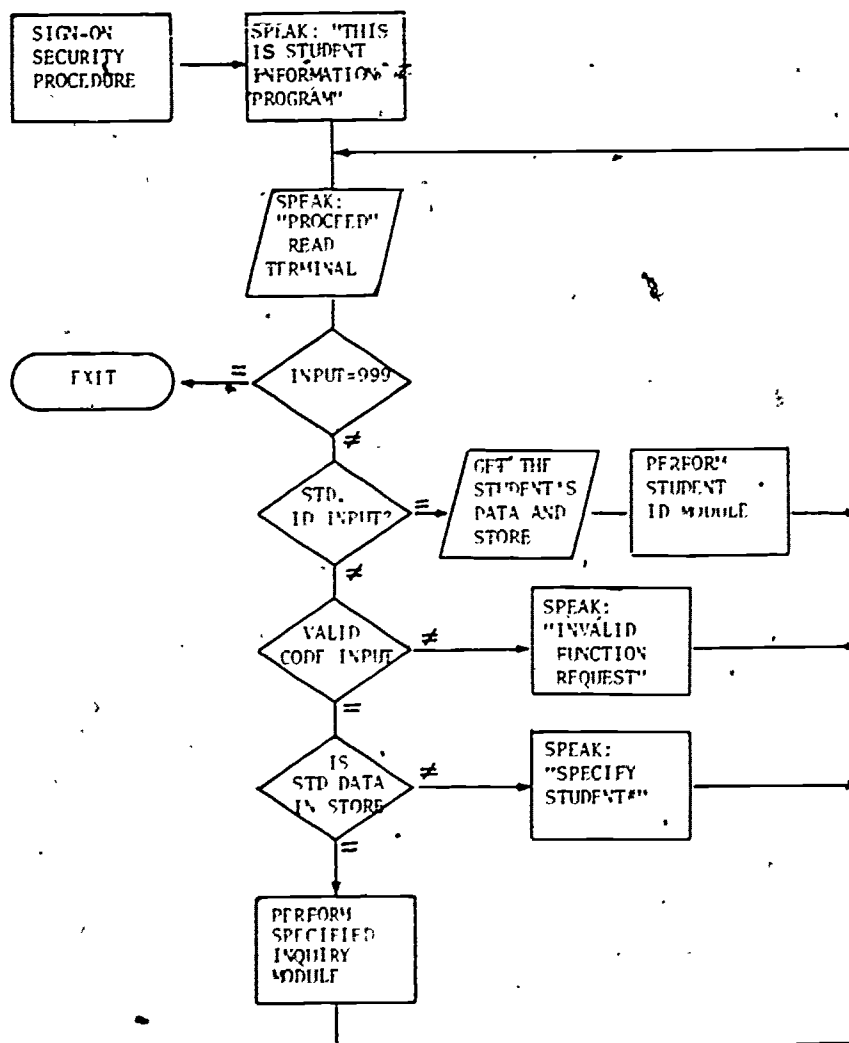 SIGN-ON
SECURITY
PROCEDURE
SPEAK: "THIS
IS STUDENT
INFORMATION
PROGRAM"
SPEAK:
"PROCEED"
READ
TERMINAL
INPUT=999
=
EXIT
≠
STD.
ID INPUT?
=
GET THE
STUDENT'S
DATA AND
STORE
PERFORM
STUDENT
ID MODULE
≠
VALID
CODE INPUT
≠
SPEAK:
"INVALID
FUNCTION
REQUEST"
=
IS
STD DATA
IN STORE
≠
SPEAK:
"SPECIFY
STUDENT#"
=
PERFORM
SPECIFIED
INQUIRY
MODULE